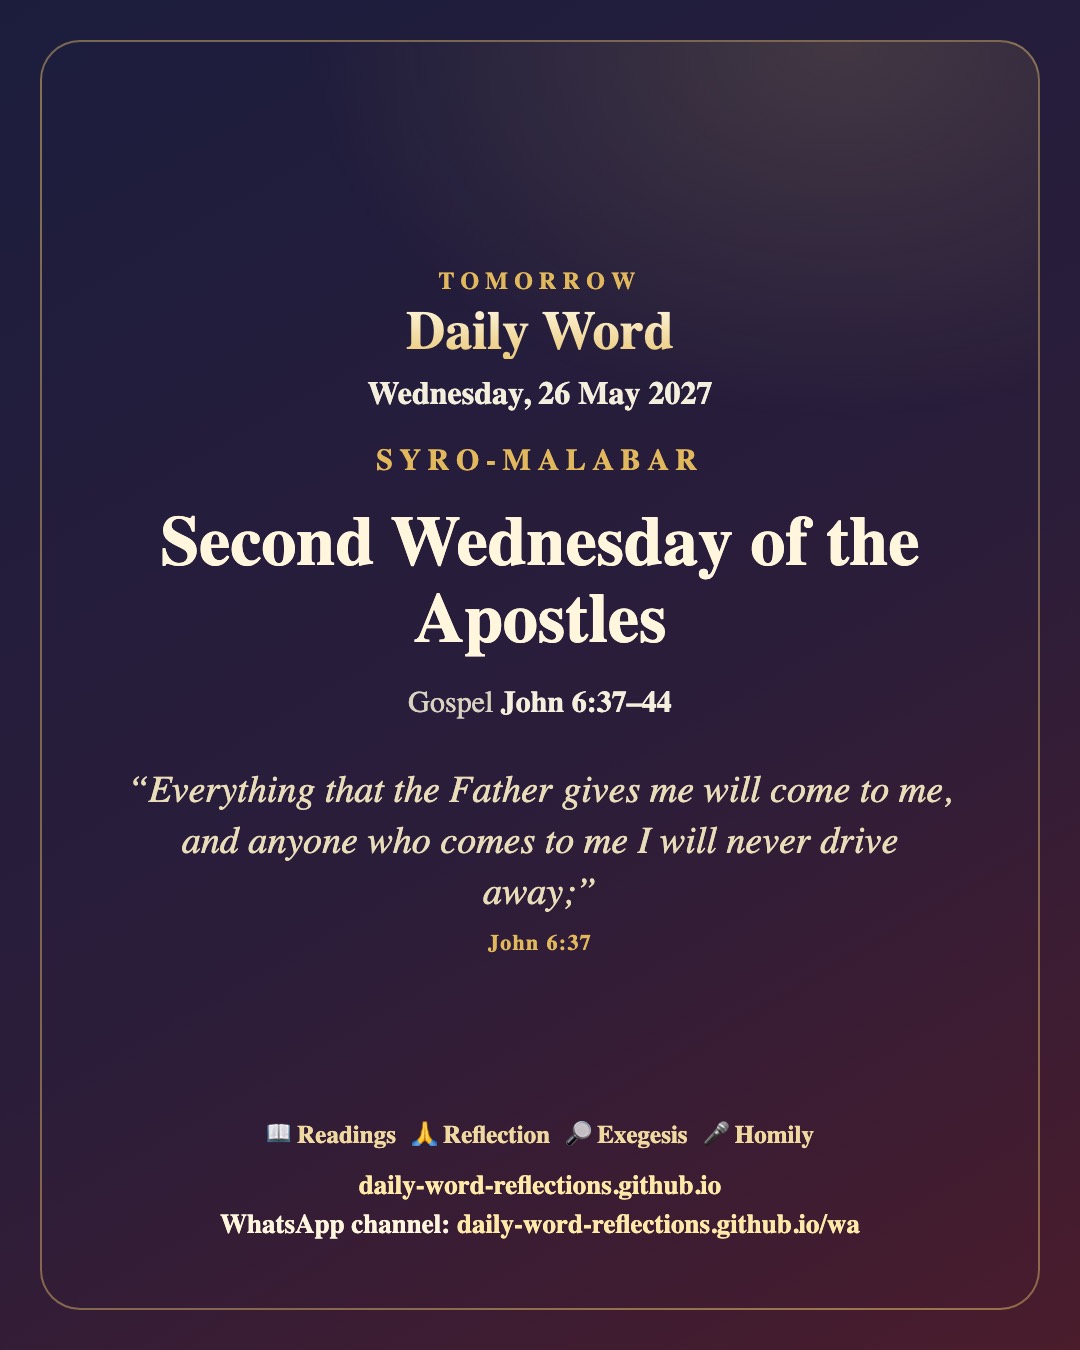 TOMORROW
Daily Word
Wednesday, 26 May 2027
SYRO-MALABAR
Second Wednesday of the
Apostles
Gospel John 6:37–44
“Everything that the Father gives me will come to me,
and anyone who comes to me I will never drive
away;”
John 6:37
📖 Readings 🙏 Reflection 🔎 Exegesis 🎤 Homily
daily-word-reflections.github.io
WhatsApp channel: daily-word-reflections.github.io/wa